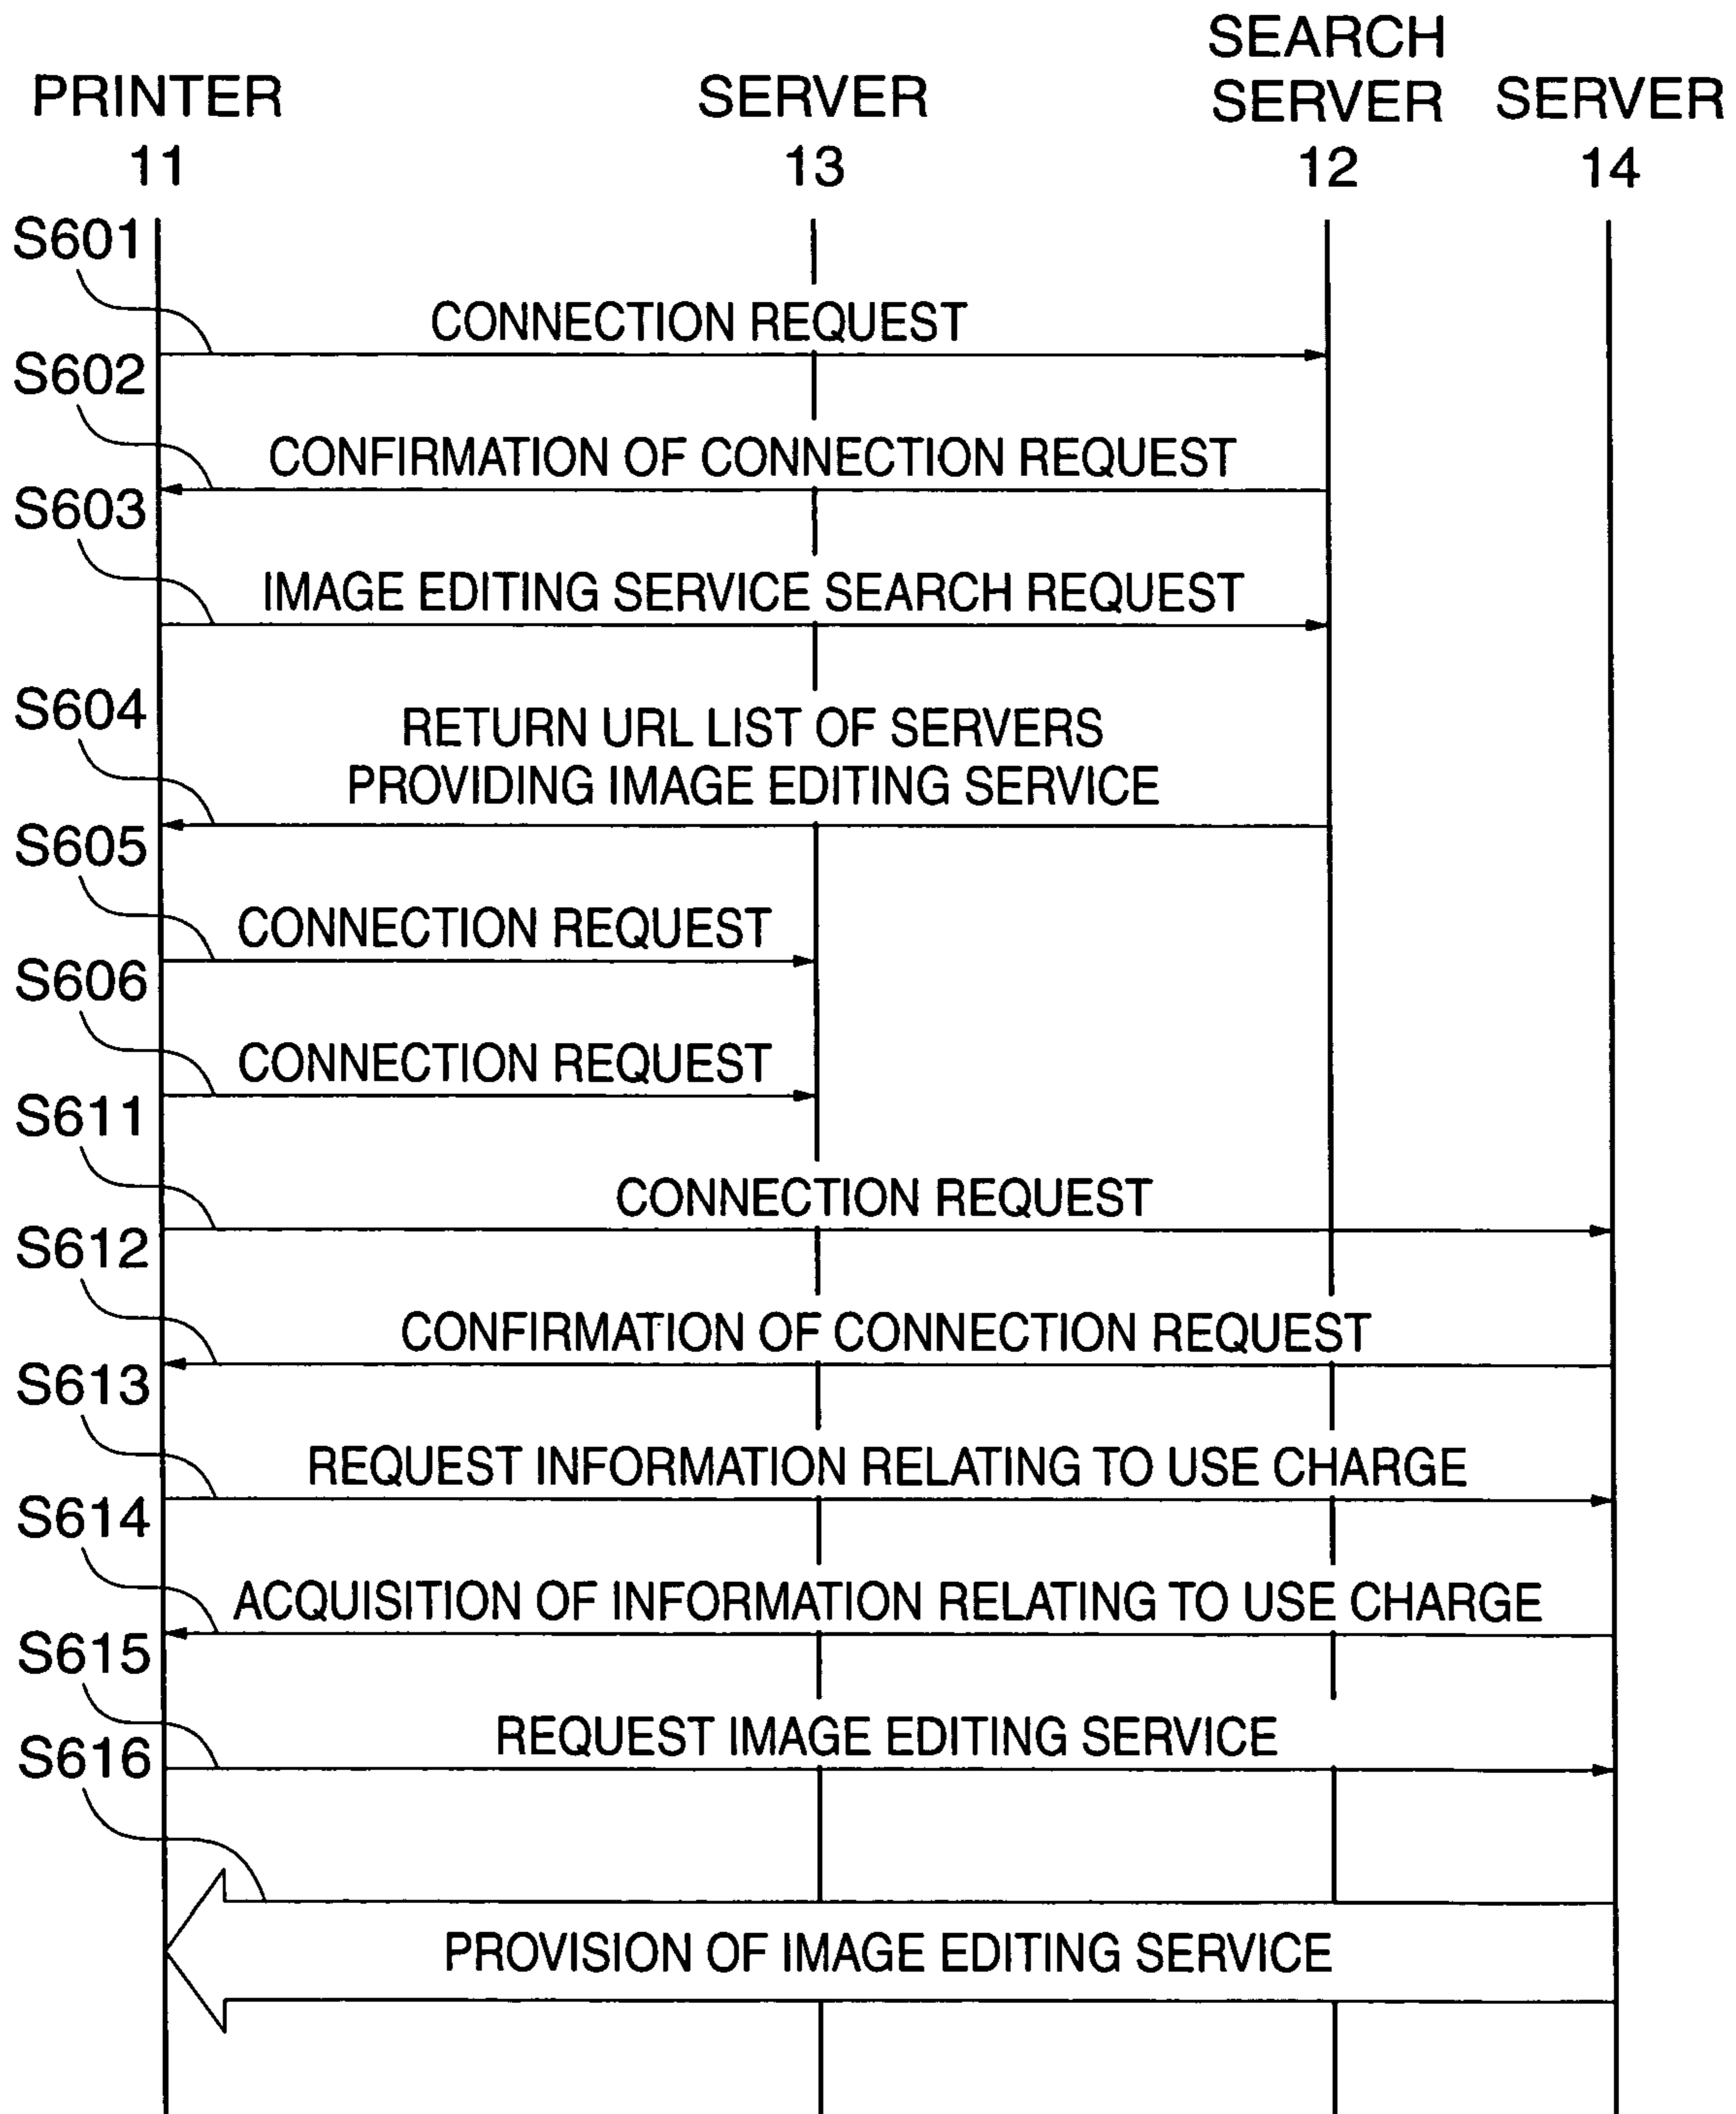 SEARCH
PRINTER SERVER SERVER SERVER
11 13 12 14
S601
CONNECTION REQUEST
S602
CONFIRMATION OF CONNECTION REQUEST
S603
IMAGE EDITING SERVICE SEARCH REQUEST
S604
RETURN URL LIST OF SERVERS
PROVIDING IMAGE EDITING SERVICE
S605
CONNECTION REQUEST
S606
CONNECTION REQUEST
S611
CONNECTION REQUEST
S612
CONFIRMATION OF CONNECTION REQUEST
S613
REQUEST INFORMATION RELATING TO USE CHARGE
S614
ACQUISITION OF INFORMATION RELATING TO USE CHARGE
S615
REQUEST IMAGE EDITING SERVICE
S616
PROVISION OF IMAGE EDITING SERVICE